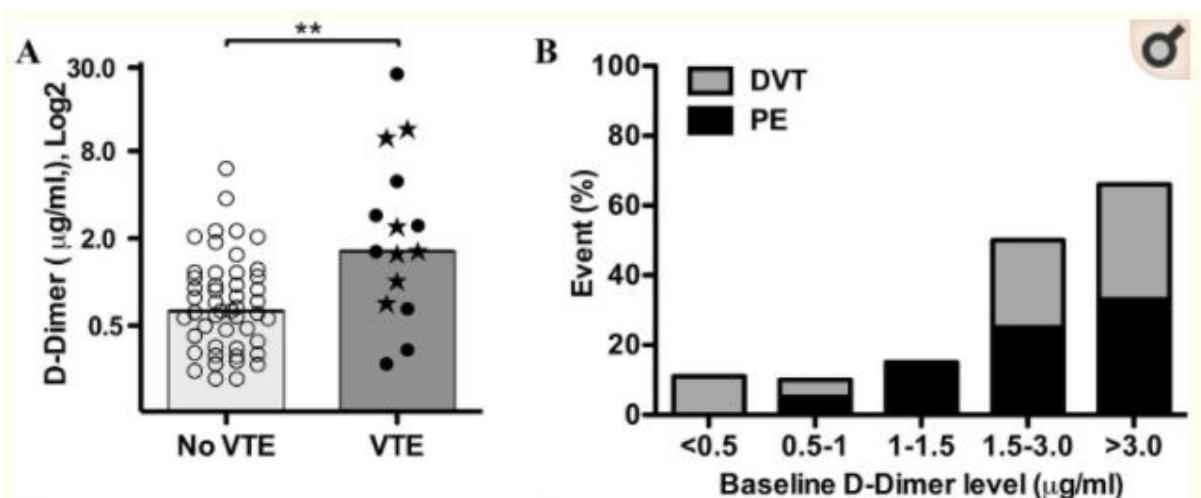 A
**
D-Dimer ( μg/ml,), Log2
30.0
8.0
2.0
0.5
No VTE
VTE
B
DVT
PE
Event (%)
100
80
60
40
20
0
<0.5
0.5-1
1-1.5
1.5-3.0
>3.0
Baseline D-Dimer level (μg/ml)